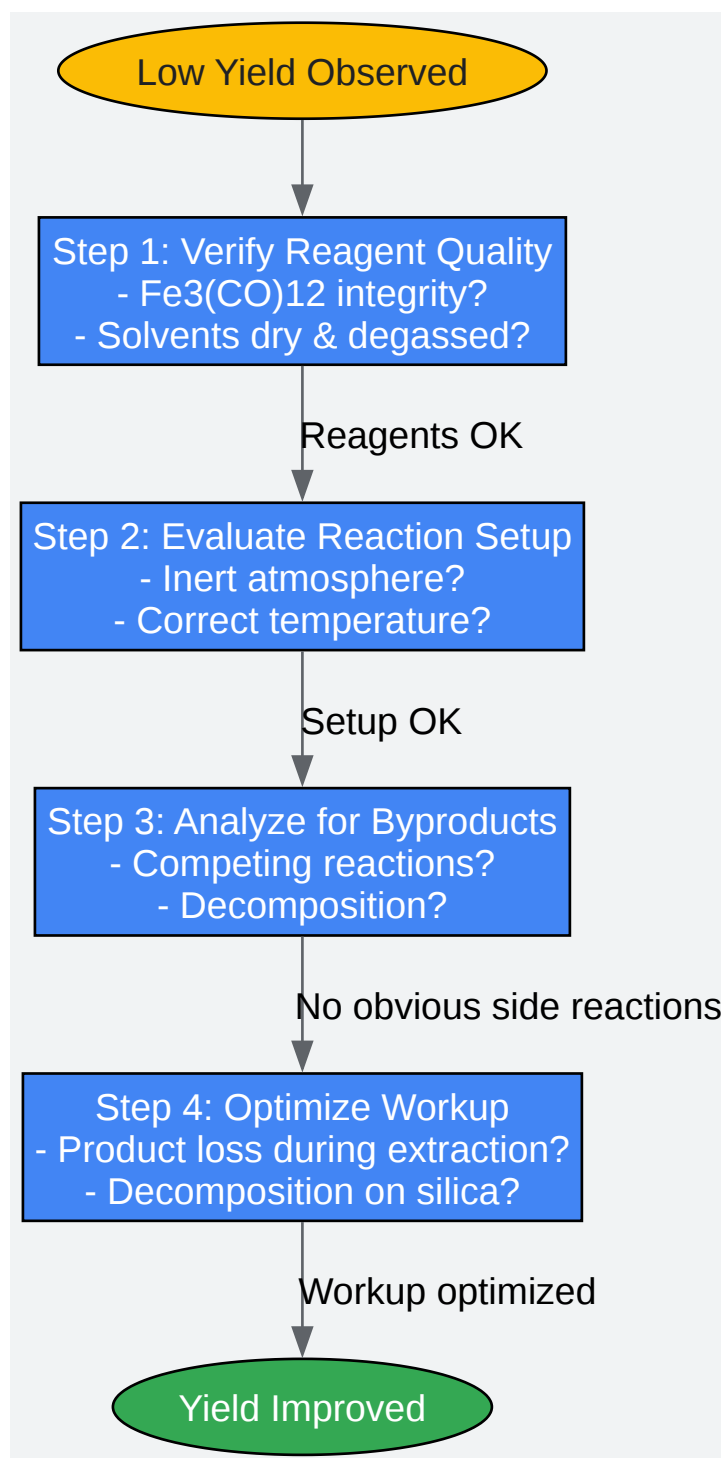 Low Yield Observed
Step 1: Verify Reagent Quality
- Fe3(CO)12 integrity?
- Solvents dry & degassed?
Reagents OK
Step 2: Evaluate Reaction Setup
- Inert atmosphere?
- Correct temperature?
Setup OK
Step 3: Analyze for Byproducts
- Competing reactions?
- Decomposition?
No obvious side reactions
Step 4: Optimize Workup
- Product loss during extraction?
- Decomposition on silica?
Workup optimized
Yield Improved